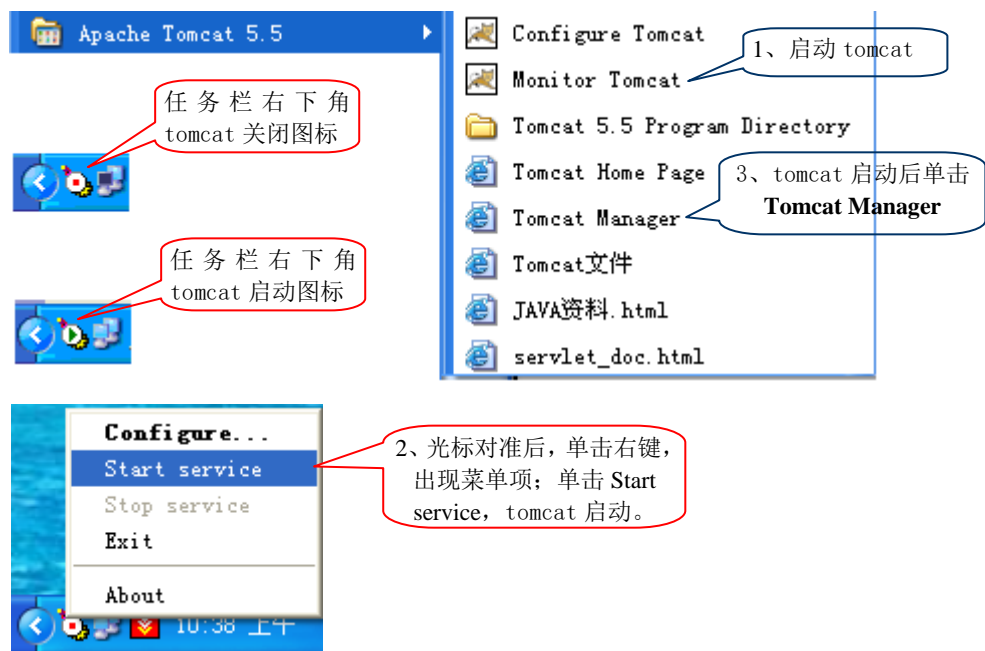 Apache Tomcat 5.5
Configure Tomcat
1、启动 tomcat
Monitor Tomcat
任务栏右下角
tomcat 关闭图标
Tomcat 5.5 Program Directory
Tomcat Home Page
3、tomcat 启动后单击
Tomcat Manager
Tomcat Manager
任务栏右下角
tomcat 启动图标
Tomcat文件
JAVA资料.html
servlet_doc.html
Configure...
Start service
Stop service
Exit
About
10:38 上午
2、光标对准后，单击右键，
出现菜单项；单击 Start
service，tomcat 启动。